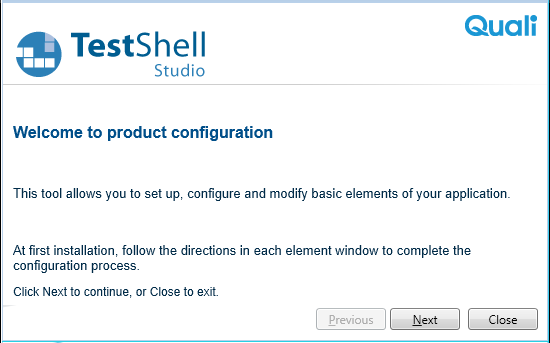 Quali
TestShell
Studio
Welcome to product configuration
This tool allows you to set up, configure and modify basic elements of your application.
At first installation, follow the directions in each element window to complete the
configuration process.
Click Next to continue, or Close to exit.
Previous Next Close